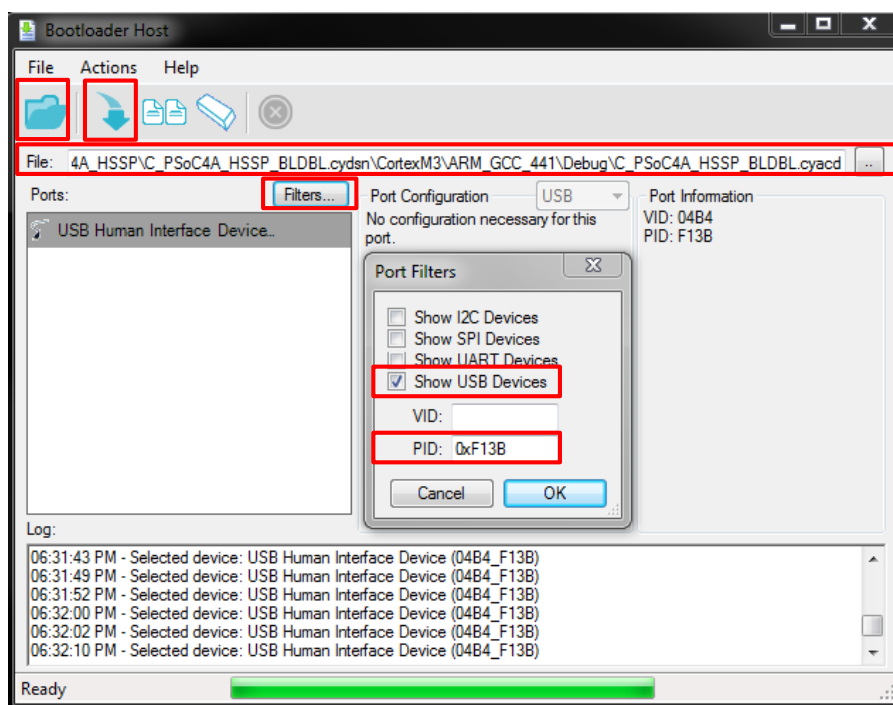 Bootloader Host
File Actions Help
File: 4A_HSSP\C_PSoC4A_HSSP_BLDBL.cydsn\CortexM3\ARM_GCC_441\Debug\C_PSoC4A_HSSP_BLDBL.cyacd ..
Ports: Filters...
USB Human Interface Device..
Port Configuration USB
No configuration necessary for this
port.
Port Information
VID: 04B4
PID: F13B
Port Filters
Show I2C Devices
Show SPI Devices
Show UART Devices
Show USB Devices
VID:
PID: 0xF13B
Cancel OK
Log:
06:31:43 PM - Selected device: USB Human Interface Device (04B4_F13B)
06:31:49 PM - Selected device: USB Human Interface Device (04B4_F13B)
06:31:52 PM - Selected device: USB Human Interface Device (04B4_F13B)
06:32:00 PM - Selected device: USB Human Interface Device (04B4_F13B)
06:32:02 PM - Selected device: USB Human Interface Device (04B4_F13B)
06:32:10 PM - Selected device: USB Human Interface Device (04B4_F13B)
Ready